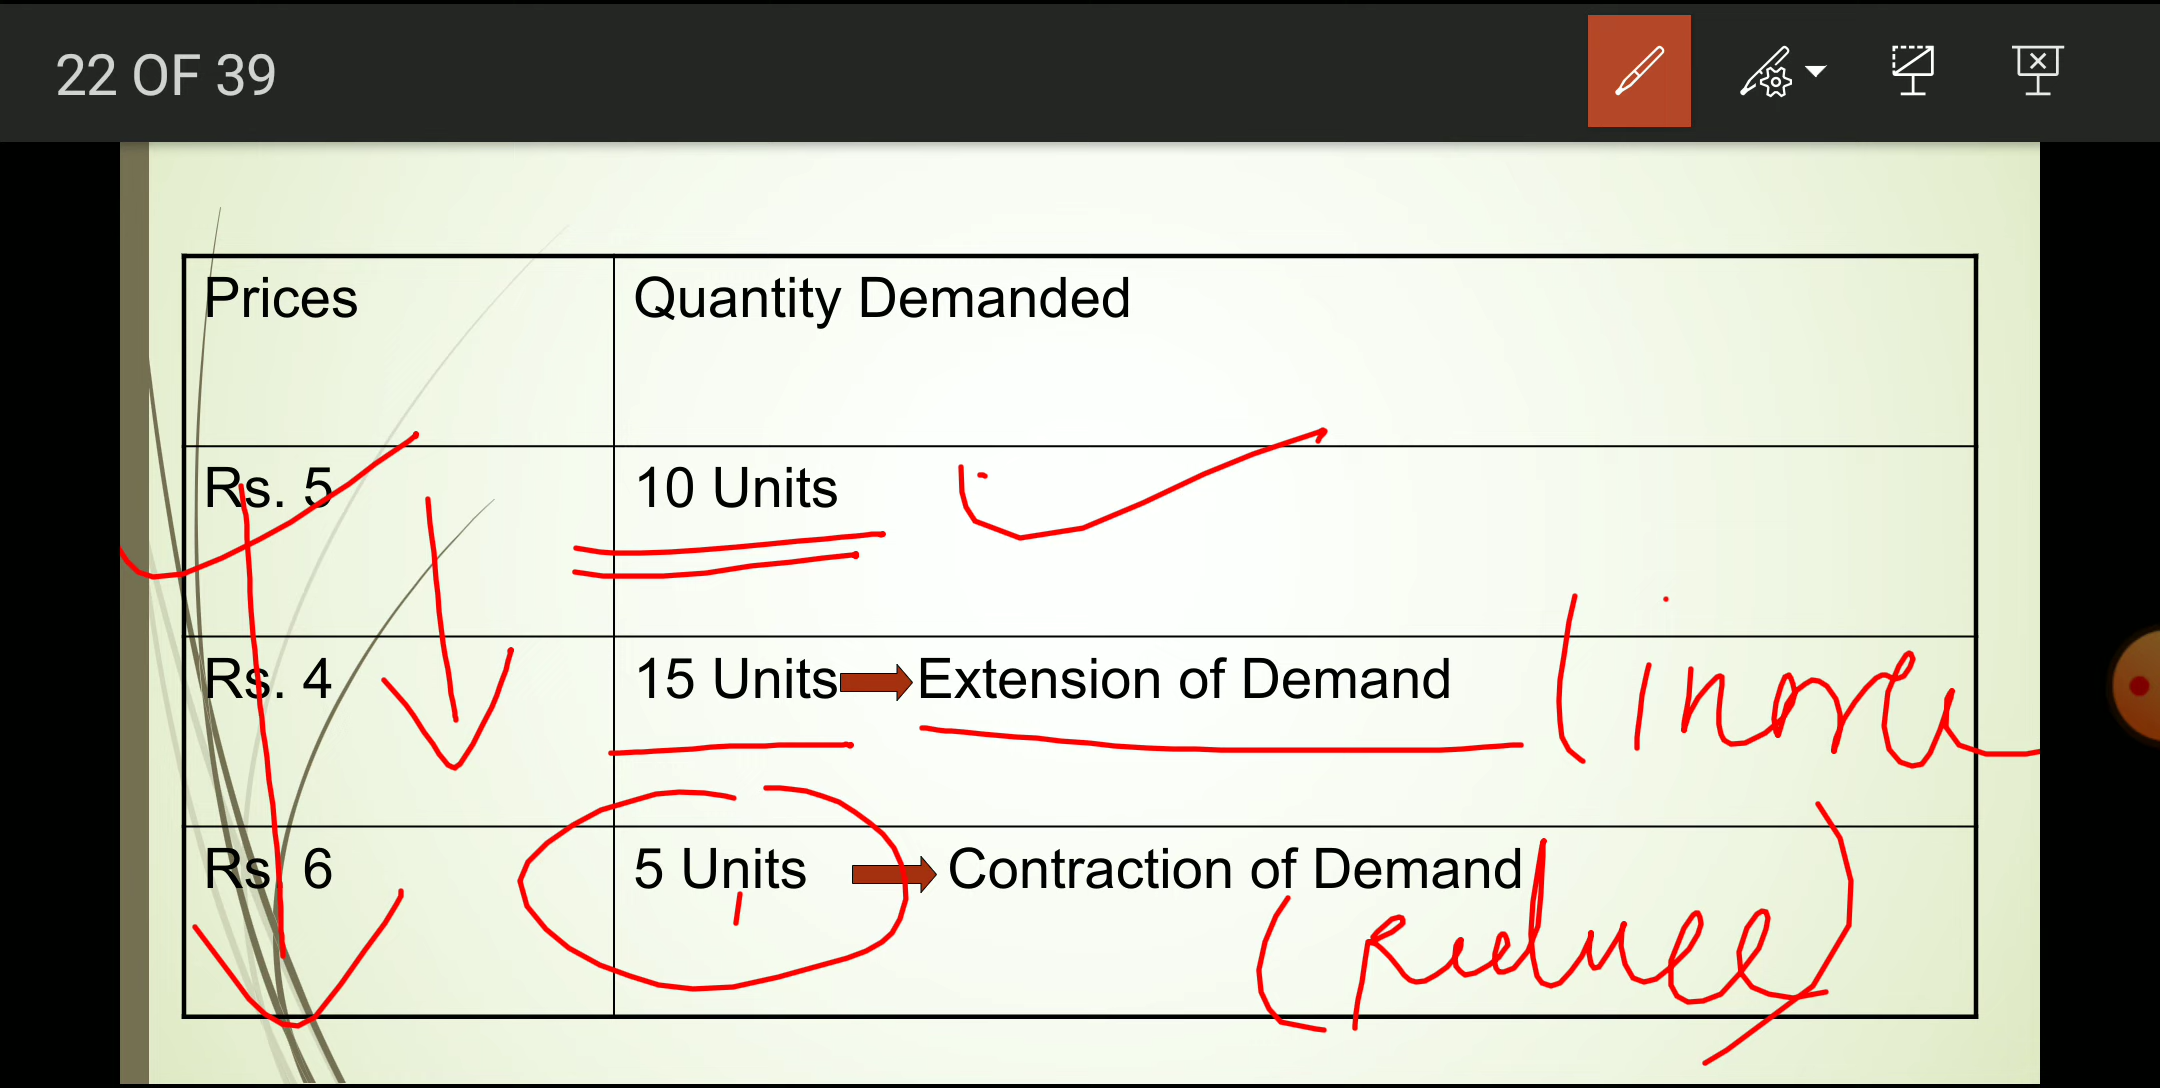 22 OF 39
Prices Quantity Demanded
Rs. 5 10 Units
Rs. 4 15 Units Extension of Demand
Rs. 6 5 Units Contraction of Demand
(Reduce)